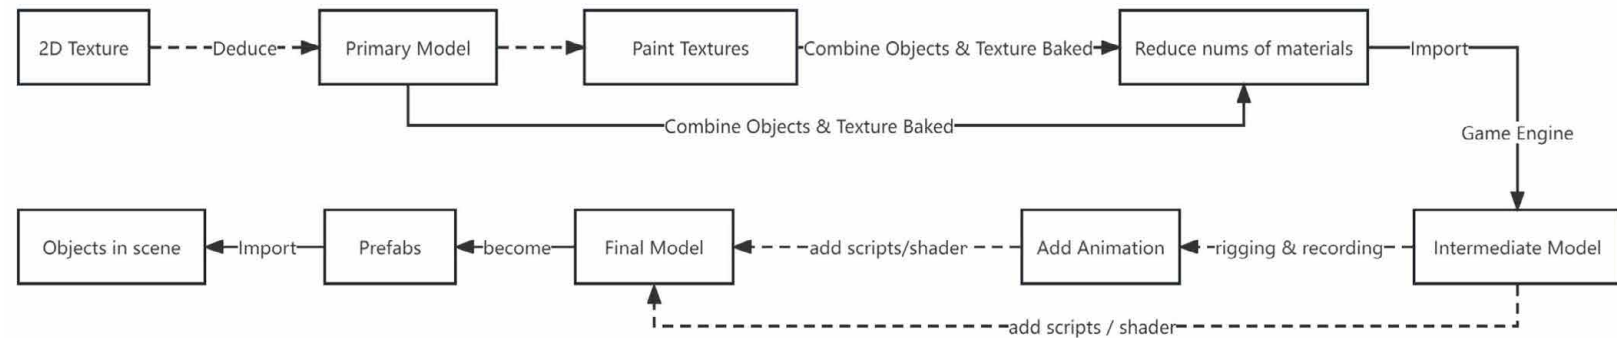 2D Texture
Deduce
Primary Model
Paint Textures
Combine Objects & Texture Baked
Reduce nums of materials
Import
Combine Objects & Texture Baked
Game Engine
Objects in scene
Import
Prefabs
become
Final Model
add scripts/shader
Add Animation
rigging & recording
Intermediate Model
add scripts / shader